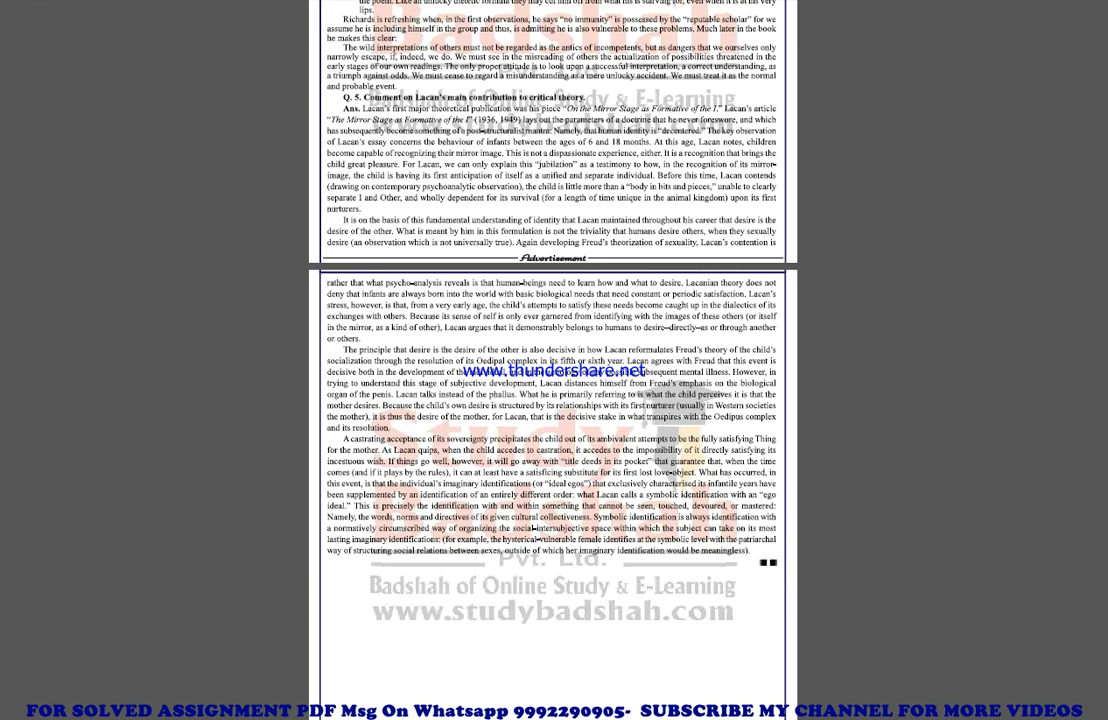 the poem. Like an unlucky dietetic formula they may cut him off from what his is starving for, even when it is at his very
lips.
Richards is refreshing when, in the first observations, he says “no immunity” is possessed by the “reputable scholar” for we
assume he is including himself in the group and thus, is admitting he is also vulnerable to these problems. Much later in the book
he makes this clear:
The wild interpretations of others must not be regarded as the antics of incompetents, but as dangers that we ourselves only
narrowly escape, if, indeed, we do. We must see in the misreading of others the actualization of possibilities threatened in the
early stages of our own readings. The only proper attitude is to look upon a successful interpretation, a correct understanding, as
a triumph against odds. We must cease to regard a misunderstanding as a mere unlucky accident. We must treat it as the normal
and probable event.
Q. 5. Comment on Lacan’s main contribution to critical theory.
Ans. Lacan’s first major theoretical publication was his piece “On the Mirror Stage as Formative of the I.” Lacan’s article
“The Mirror Stage as Formative of the I” (1936, 1949) lays out the parameters of a doctrine that he never foreswore, and which
has subsequently become something of a post-structuralist mantra: Namely, that human identity is “decentered.” The key observation
of Lacan’s essay concerns the behaviour of infants between the ages of 6 and 18 months. At this age, Lacan notes, children
become capable of recognizing their mirror image. This is not a dispassionate experience, either. It is a recognition that brings the
child great pleasure. For Lacan, we can only explain this “jubilation” as a testimony to how, in the recognition of its mirror-
image, the child is having its first anticipation of itself as a unified and separate individual. Before this time, Lacan contends
(drawing on contemporary psychoanalytic observation), the child is little more than a “body in bits and pieces,” unable to clearly
separate I and Other, and wholly dependent for its survival (for a length of time unique in the animal kingdom) upon its first
nurturers.
It is on the basis of this fundamental understanding of identity that Lacan maintained throughout his career that desire is the
desire of the other. What is meant by him in this formulation is not the triviality that humans desire others, when they sexually
desire (an observation which is not universally true). Again developing Freud’s theorization of sexuality, Lacan’s contention is
Advertisement
rather that what psycho-analysis reveals is that human-beings need to learn how and what to desire. Lacanian theory does not
deny that infants are always born into the world with basic biological needs that need constant or periodic satisfaction. Lacan’s
stress, however, is that, from a very early age, the child’s attempts to satisfy these needs become caught up in the dialectics of its
exchanges with others. Because its sense of self is only ever garnered from identifying with the images of these others (or itself
in the mirror, as a kind of other), Lacan argues that it demonstrably belongs to humans to desire–directly–as or through another
or others.
The principle that desire is the desire of the other is also decisive in how Lacan reformulates Freud’s theory of the child’s
socialization through the resolution of its Oedipal complex in its fifth or sixth year. Lacan agrees with Freud that this event is
decisive both in the development of the www.thundershare.net subsequent mental illness. However, in
trying to understand this stage of subjective development, Lacan distances himself from Freud’s emphasis on the biological
organ of the penis. Lacan talks instead of the phallus. What he is primarily referring to is what the child perceives it is that the
mother desires. Because the child’s own desire is structured by its relationships with its first nurturer (usually in Western societies
the mother), it is thus the desire of the mother, for Lacan, that is the decisive stake in what transpires with the Oedipus complex
and its resolution.
A castrating acceptance of its sovereignty precipitates the child out of its ambivalent attempts to be the fully satisfying Thing
for the mother. As Lacan quips, when the child accedes to castration, it accedes to the impossibility of it directly satisfying its
incestuous wish. If things go well, however, it will go away with “title deeds in its pocket” that guarantee that, when the time
comes (and if it plays by the rules), it can at least have a satisficing substitute for its first lost love-object. What has occurred, in
this event, is that the individual’s imaginary identifications (or “ideal egos”) that exclusively characterised its infantile years have
been supplemented by an identification of an entirely different order: what Lacan calls a symbolic identification with an “ego
ideal.” This is precisely the identification with and within something that cannot be seen, touched, devoured, or mastered:
Namely, the words, norms and directives of its given cultural collectiveness. Symbolic identification is always identification with
a normatively circumscribed way of organizing the social-intersubjective space within which the subject can take on its most
lasting imaginary identifications: (for example, the hysterical-vulnerable female identifies at the symbolic level with the patriarchal
way of structuring social relations between sexes, outside of which her imaginary identification would be meaningless).
Study
Badshah
Pvt. Ltd.
Badshah of Online Study & E-Learning
www.studybadshah.com
FOR SOLVED ASSIGNMENT PDF Msg On Whatsapp 9992290905- SUBSCRIBE MY CHANNEL FOR MORE VIDEOS